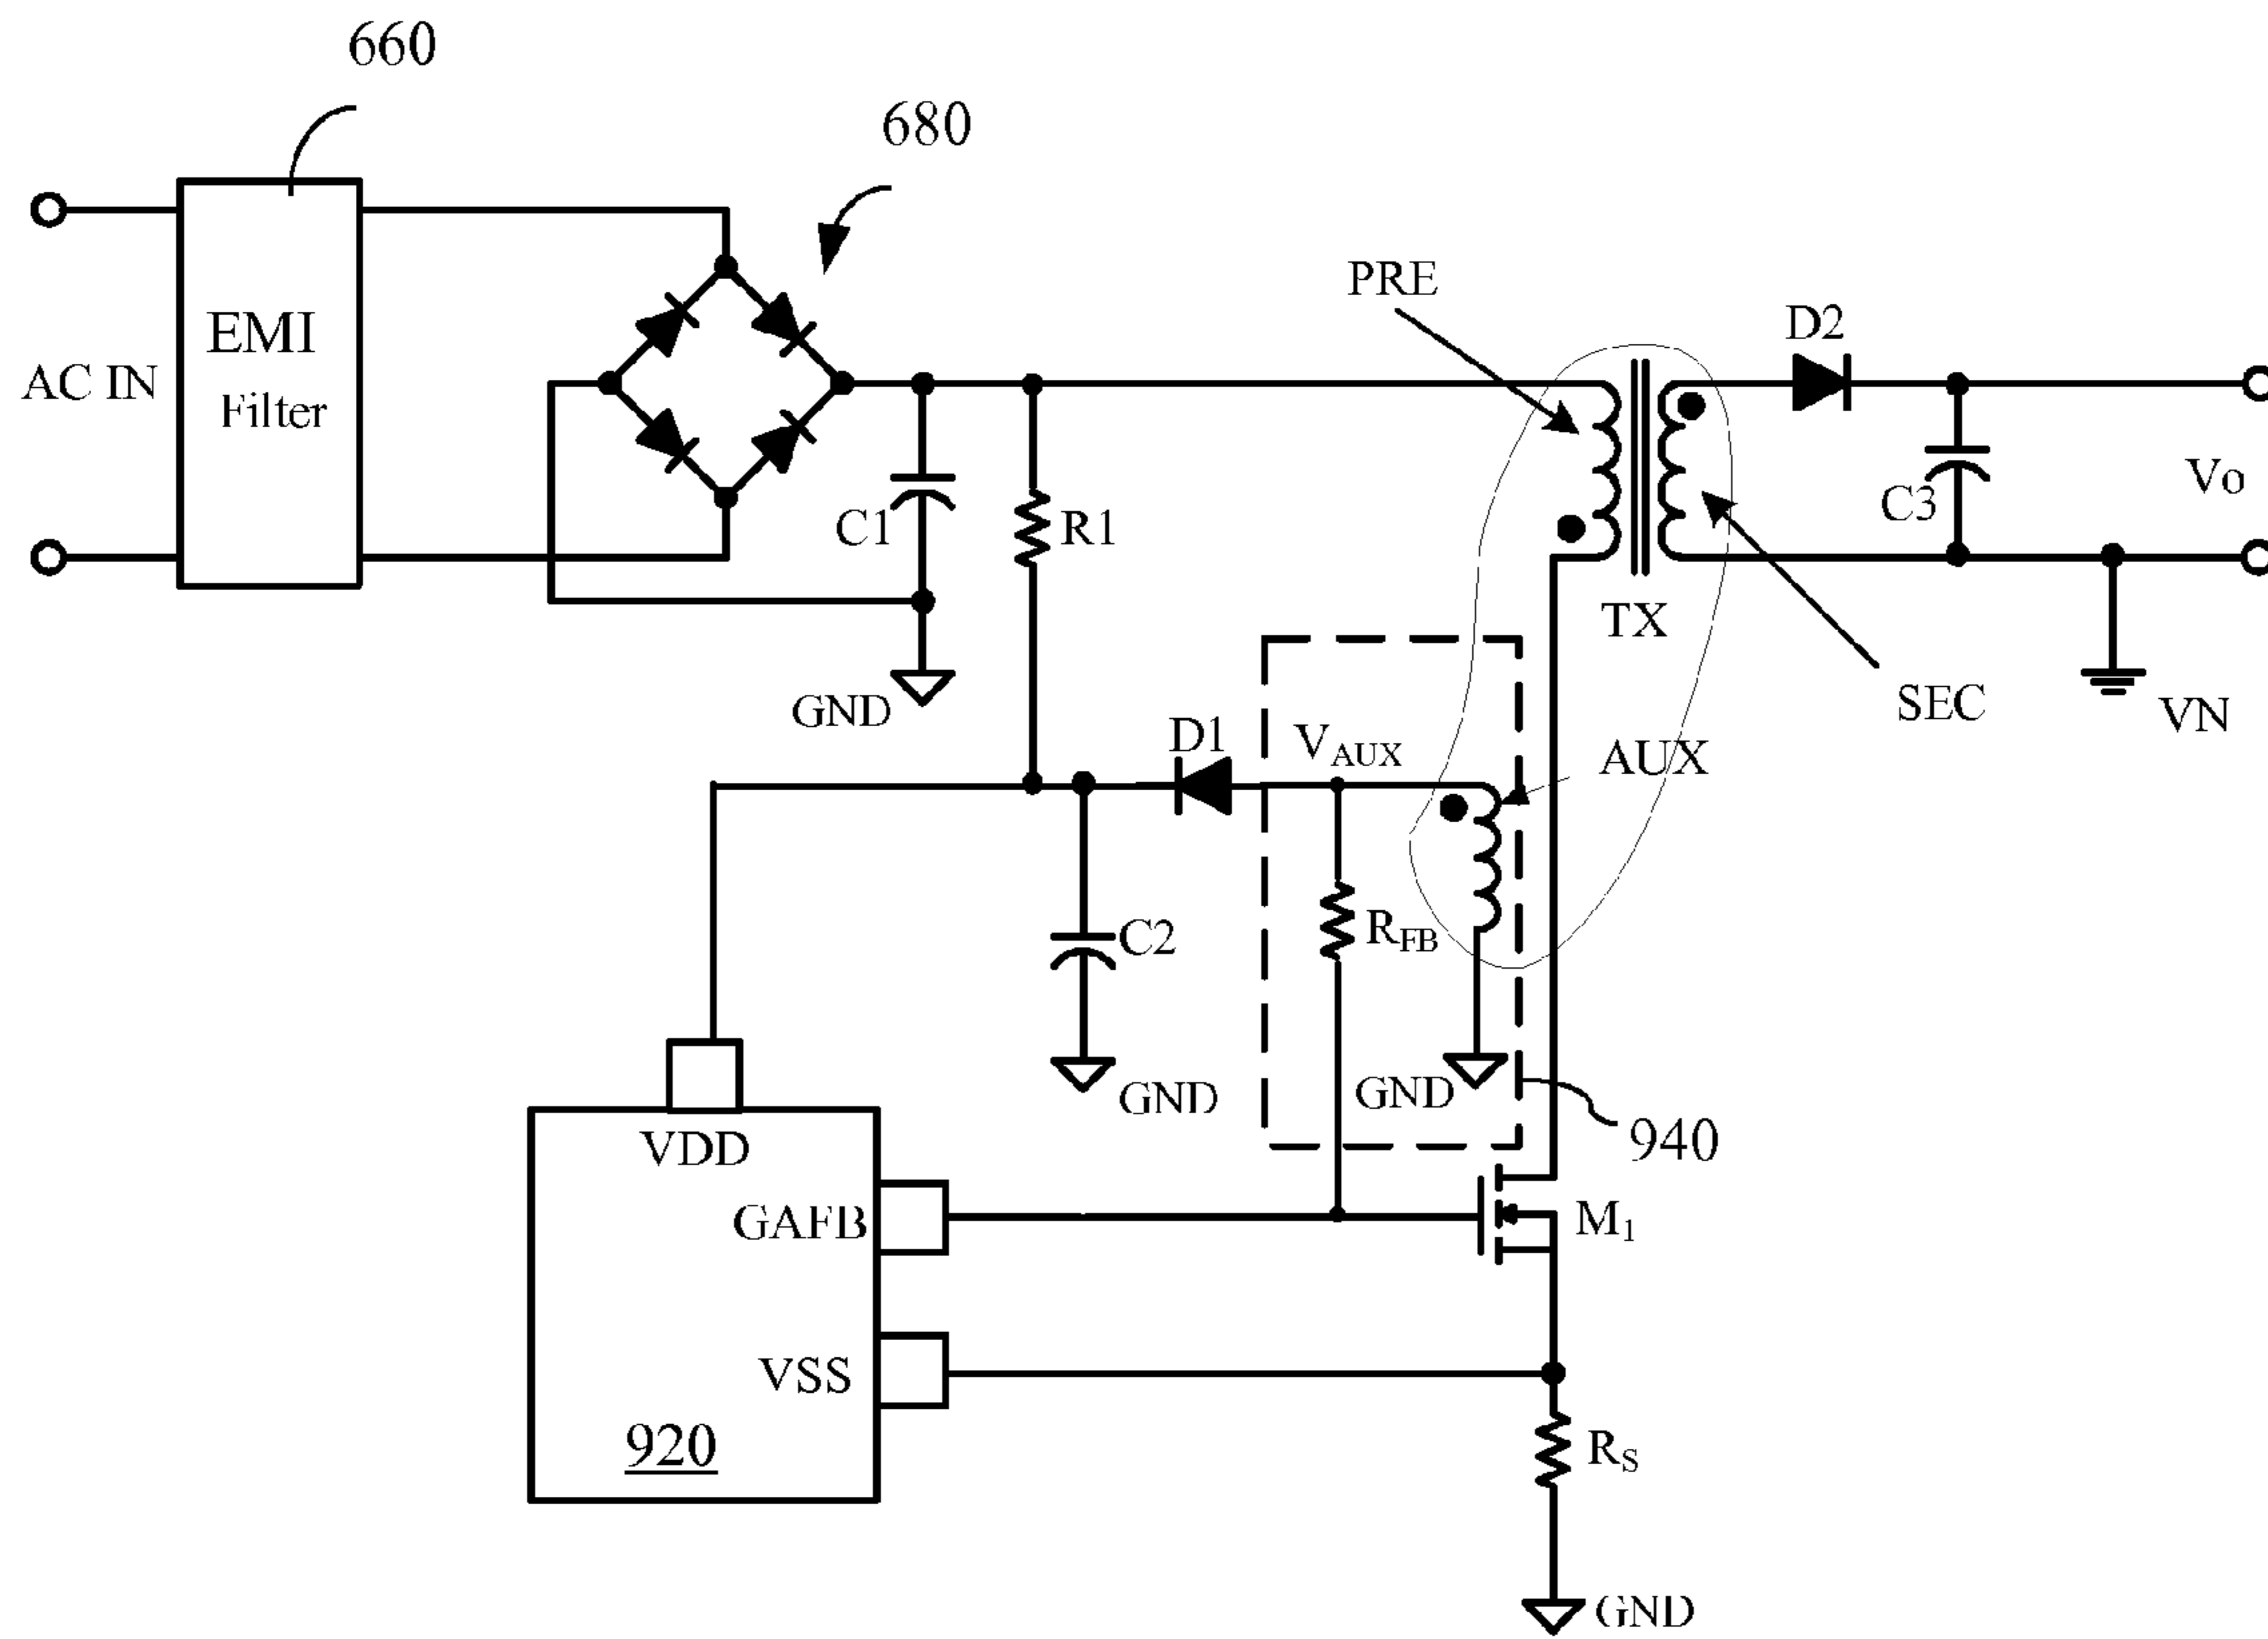 660
680
PRE
D2
EMI
Filter
AC IN
C1
R1
C3
Vo
TX
GND
SEC
VN
D1
VAUX
AUX
C2
RFB
GND
GND
940
VDD
GAFB
M1
VSS
920
RS
GND